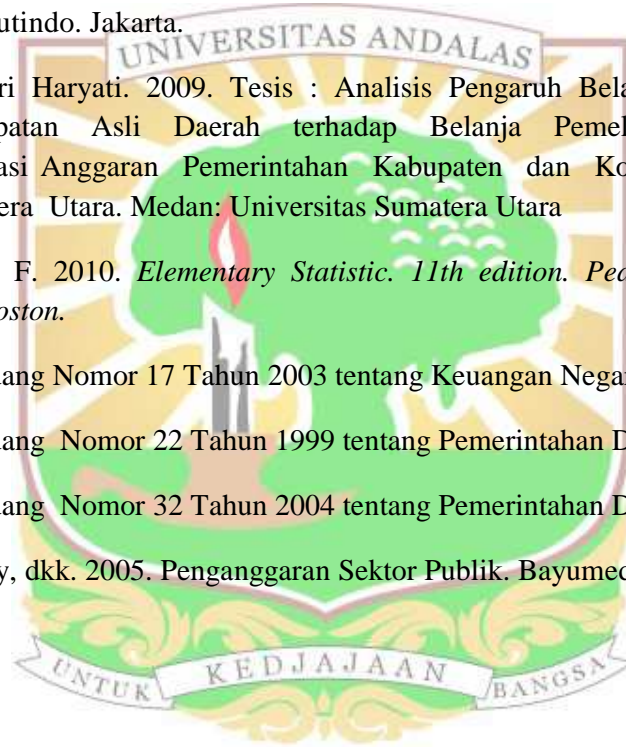 utindo. Jakarta.
UNIVERSITAS ANDALAS
ri Haryati. 2009. Tesis : Analisis Pengaruh Bela
patan Asli Daerah terhadap Belanja Pemel
asi Anggaran Pemerintahan Kabupaten dan Ko
era Utara. Medan: Universitas Sumatera Utara
F. 2010. Elementary Statistic. 11th edition. Pea
oston.
lang Nomor 17 Tahun 2003 tentang Keuangan Negar
lang Nomor 22 Tahun 1999 tentang Pemerintahan D
lang Nomor 32 Tahun 2004 tentang Pemerintahan D
y, dkk. 2005. Penganggaran Sektor Publik. Bayumed
UNTUK KEDJAJAAN BANGSA